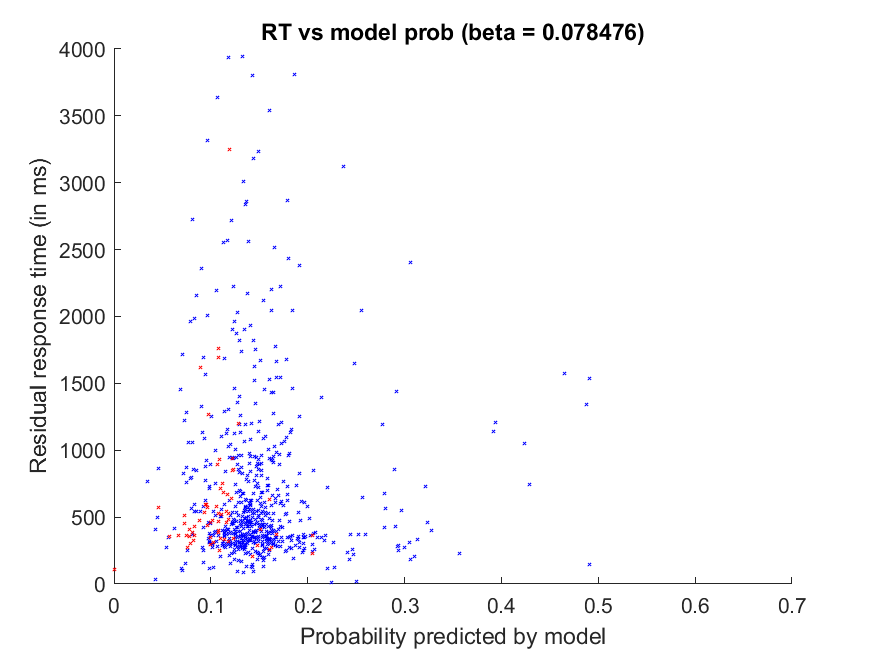 RT vs model prob (beta = 0.078476)
4000
3500
3000
2500
2000
1500
1000
500
0
Residual response time (in ms)
0 0.1 0.2 0.3 0.4 0.5 0.6 0.7
Probability predicted by model